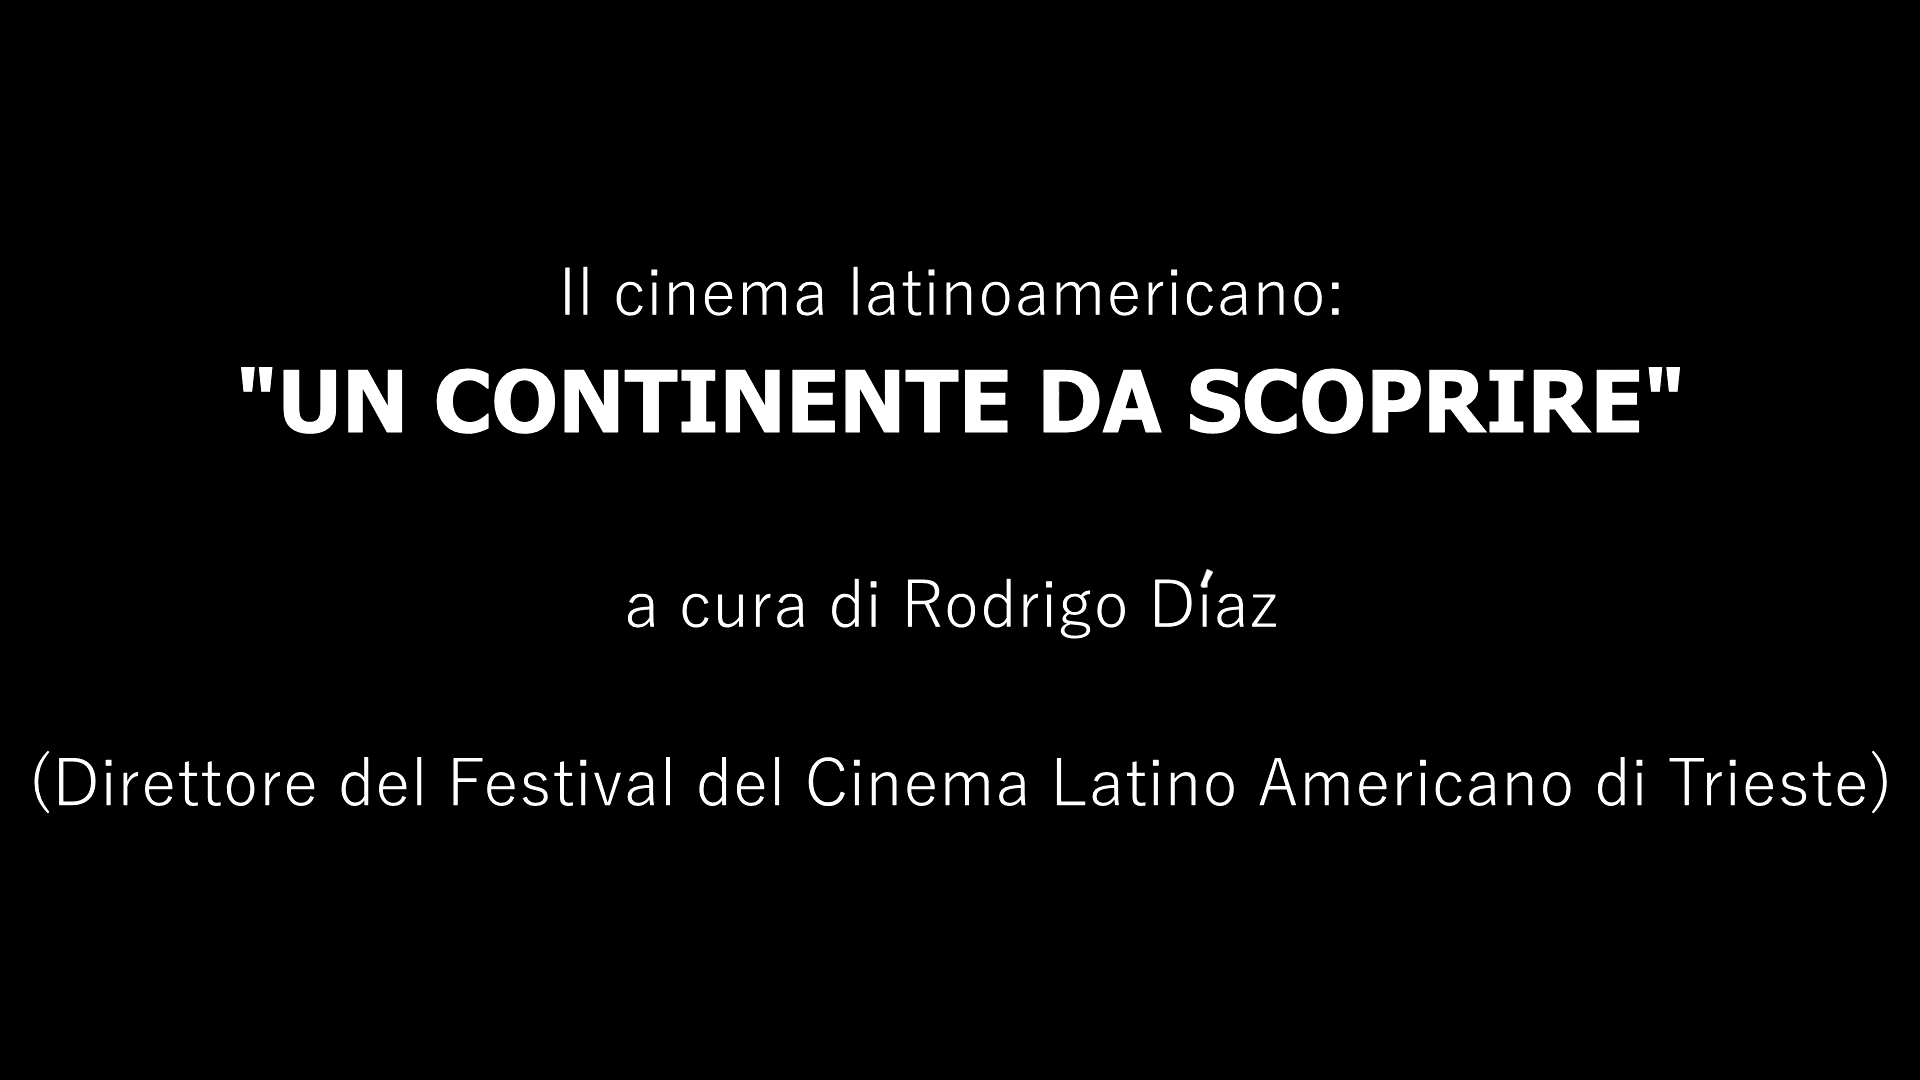 Il cinema latinoamericano:
"UN CONTINENTE DA SCOPRIRE"
a cura di Rodrigo Díaz
(Direttore del Festival del Cinema Latino Americano di Trieste)